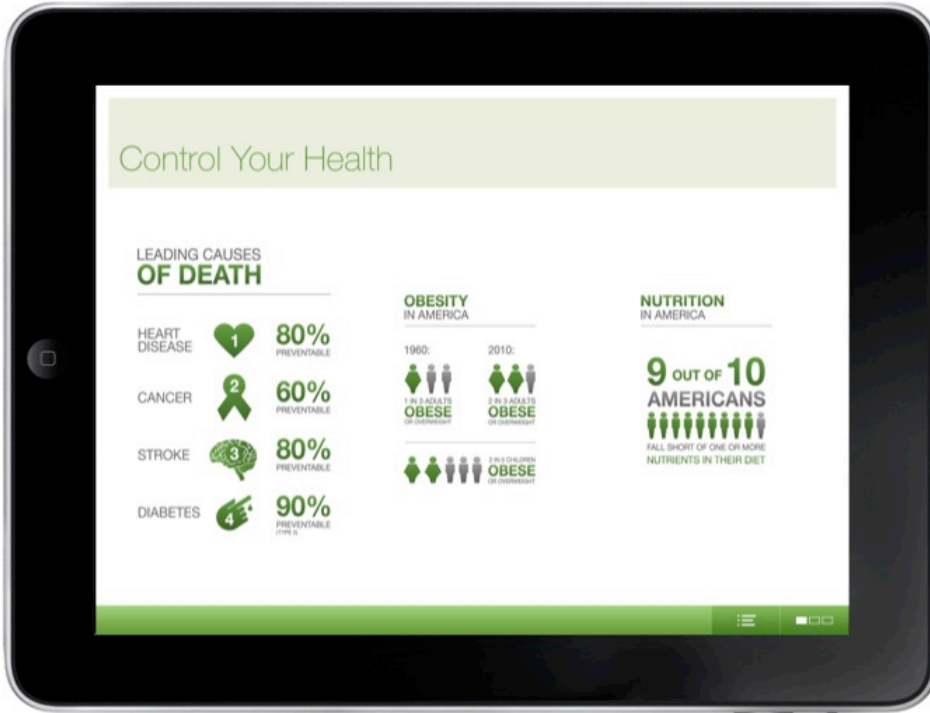 Control Your Health
LEADING CAUSES
OF DEATH
HEART
DISEASE
1
80%
PREVENTABLE
CANCER
2
60%
PREVENTABLE
STROKE
3
80%
PREVENTABLE
DIABETES
4
90%
PREVENTABLE
(TYPE 2)
OBESITY
IN AMERICA
1960:
1 IN 3 ADULTS
OBESE
OR OVERWEIGHT
2010:
2 IN 3 ADULTS
OBESE
OR OVERWEIGHT
2 IN 5 CHILDREN
OBESE
OR OVERWEIGHT
NUTRITION
IN AMERICA
9 OUT OF 10
AMERICANS
FALL SHORT OF ONE OR MORE
NUTRIENTS IN THEIR DIET